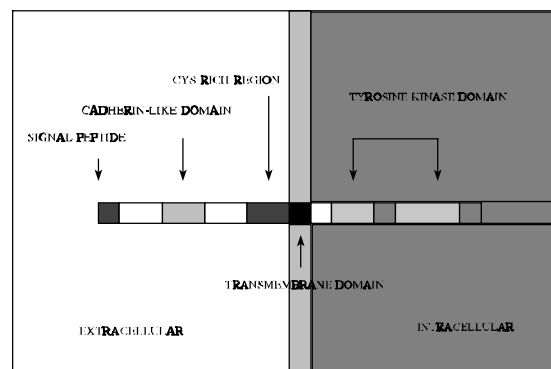 CYS RICH REGION
TYROSINE KINASE DOMAIN
CADHERIN-LIKE DOMAIN
SIGNAL PEPTIDE
TRANSMEMBRANE DOMAIN
EXTRACELLULAR
INTRACELLULAR